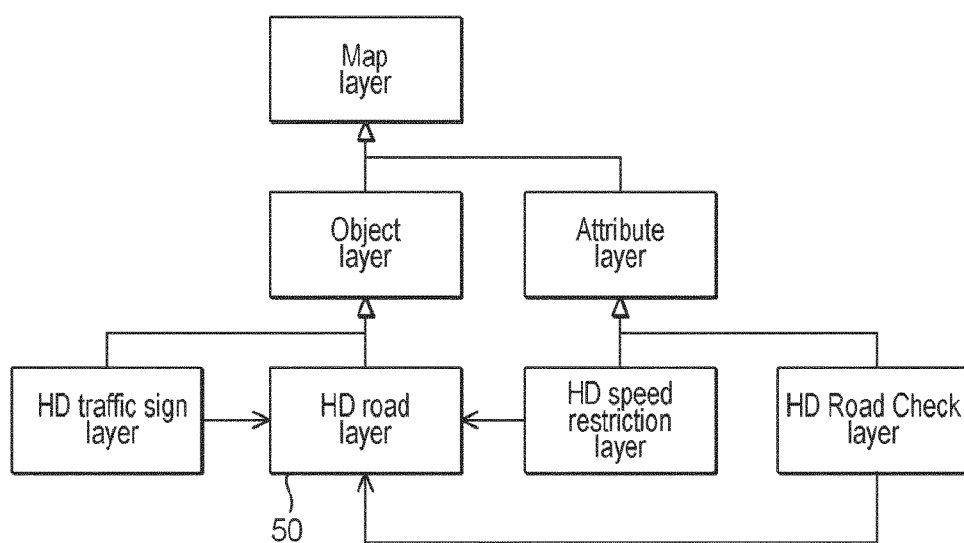 Map
layer
Object
layer
Attribute
layer
HD traffic sign
layer
HD road
layer
HD speed
restriction
layer
HD Road Check
layer
50